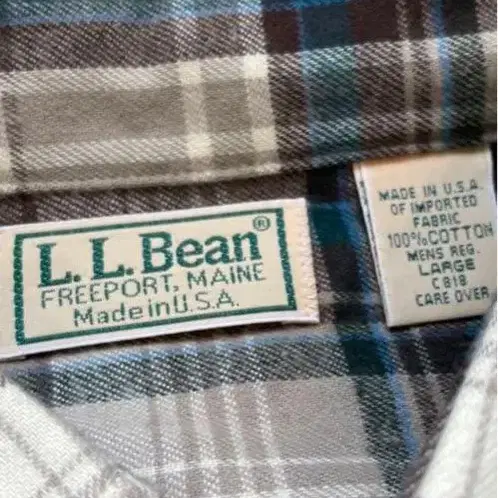 L.L.Bean®
FREEPORT, MAINE
Made in U.S.A.
MADE IN U.S.A.
OF IMPORTED
FABRIC
100% COTTON
MENS REG.
LARGE
C818
CARE OVER